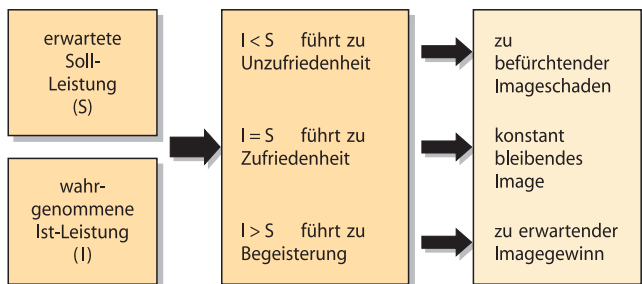 erwartete
Soll-
Leistung
(S)
wahr-
genommene
Ist-Leistung
(I)
I < S führt zu
Unzufriedenheit
I = S führt zu
Zufriedenheit
I > S führt zu
Begeisterung
zu
befürchtender
Imageschaden
konstant
bleibendes
Image
zu erwartender
Imagegewinn